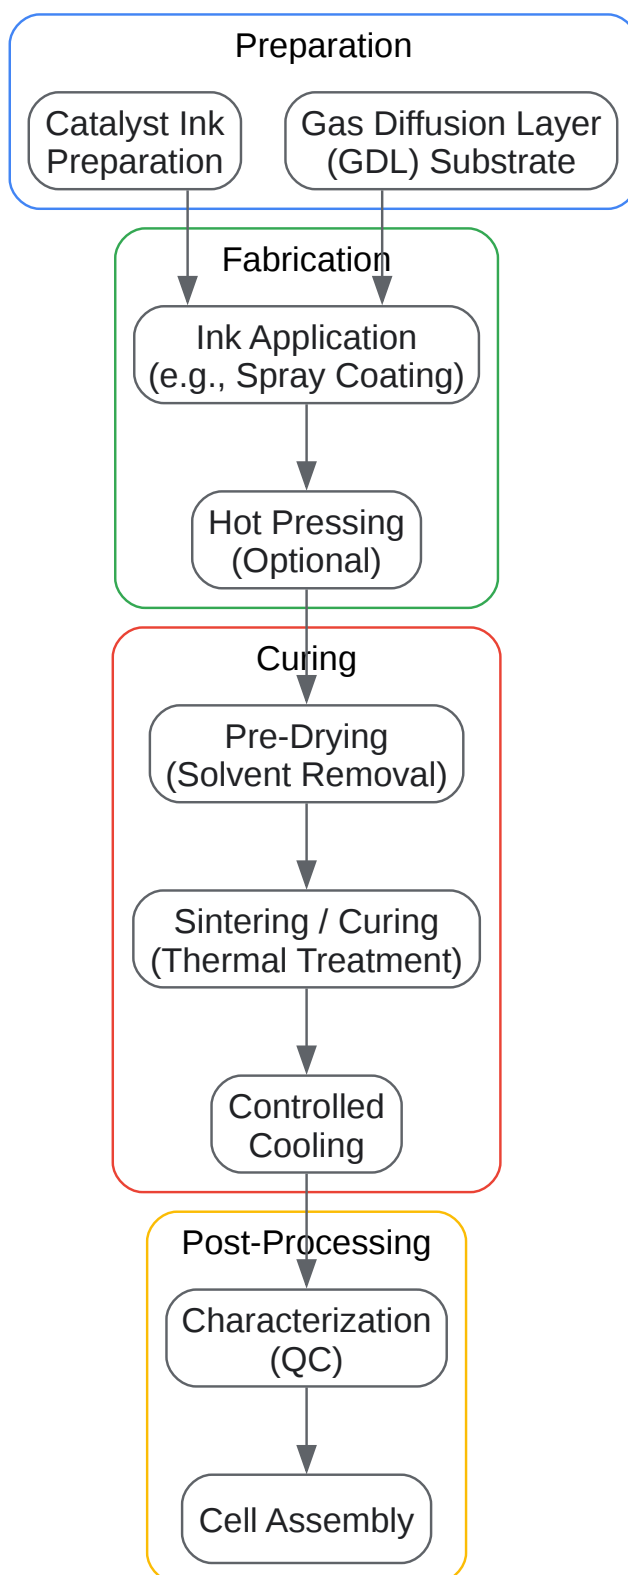 Preparation
Catalyst Ink
Preparation
Gas Diffusion Layer
(GDL) Substrate
Fabrication
Ink Application
(e.g., Spray Coating)
Hot Pressing
(Optional)
Curing
Pre-Drying
(Solvent Removal)
Sintering / Curing
(Thermal Treatment)
Controlled
Cooling
Post-Processing
Characterization
(QC)
Cell Assembly